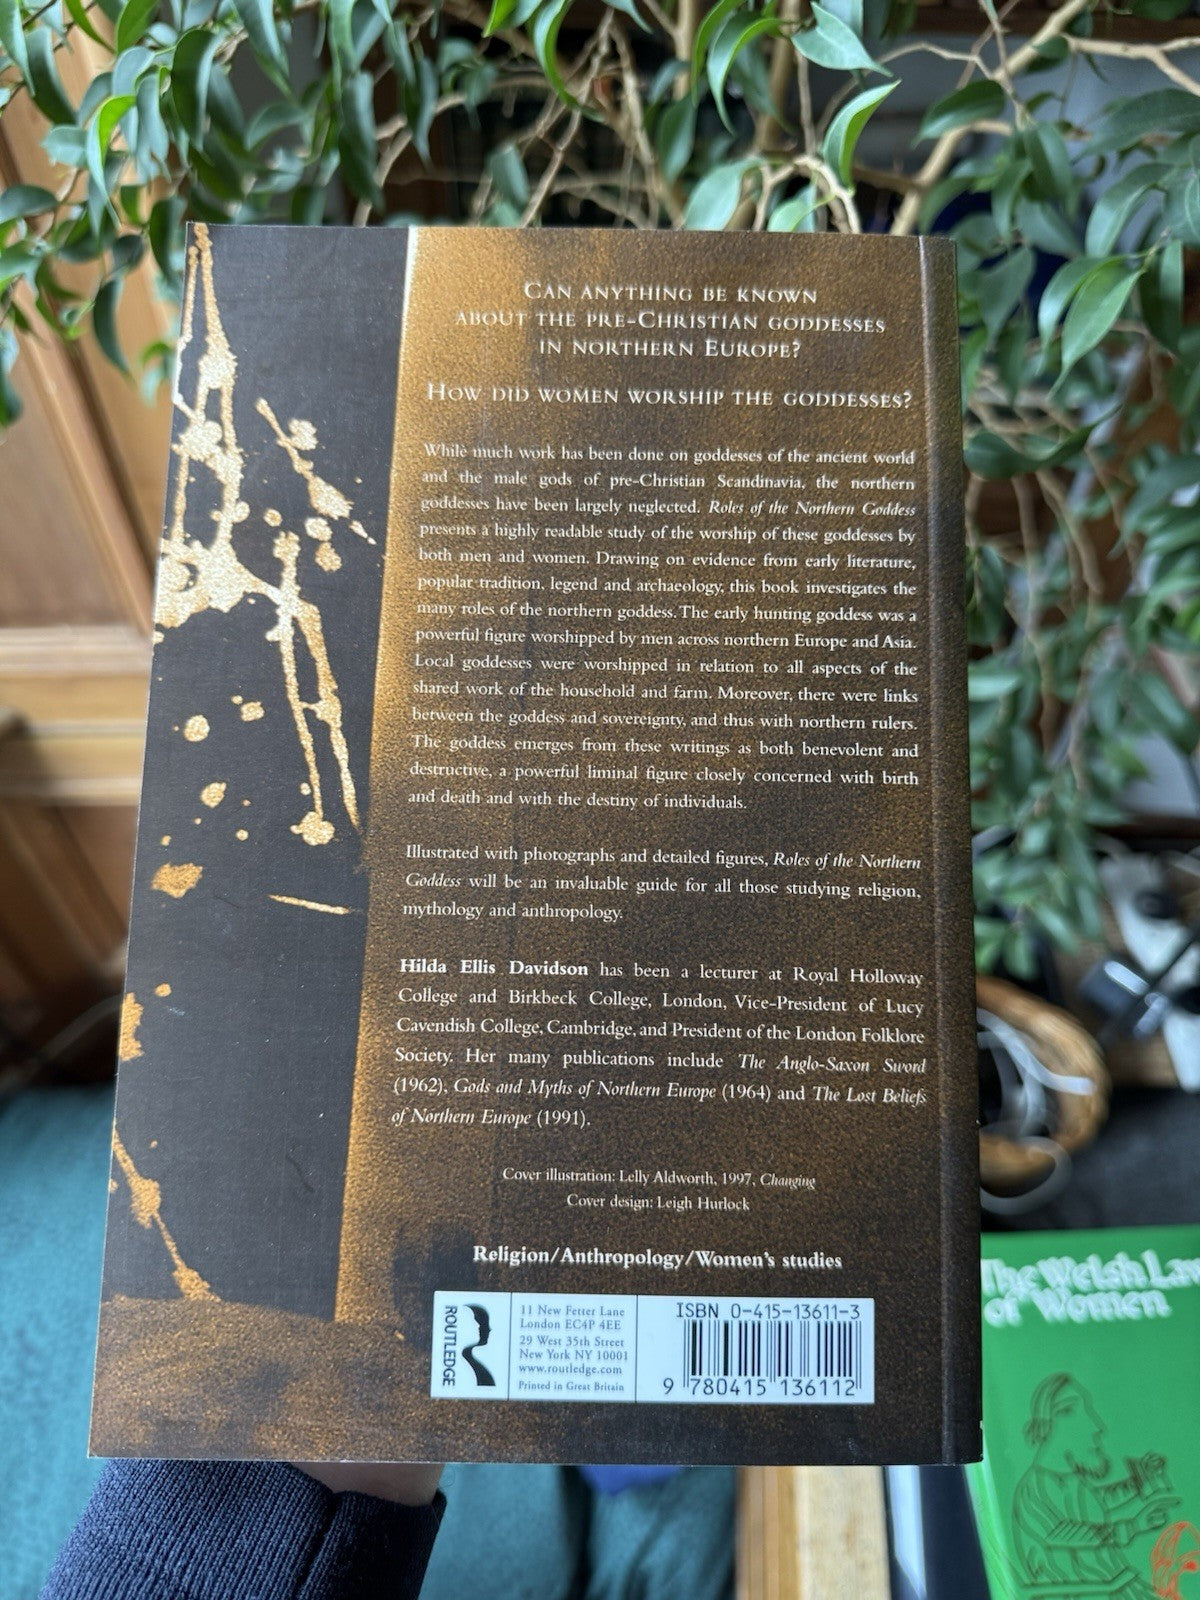 CAN ANYTHING BE KNOWN
ABOUT THE PRE-CHRISTIAN GODDESSES
IN NORTHERN EUROPE?
HOW DID WOMEN WORSHIP THE GODDESSES?
While much work has been done on goddesses of the ancient world
and the male gods of pre-Christian Scandinavia, the northern
goddesses have been largely neglected. Roles of the Northern Goddess
presents a highly readable study of the worship of these goddesses by
both men and women. Drawing on evidence from early literature,
popular tradition, legend and archaeology, this book investigates the
many roles of the northern goddess. The early hunting goddess was a
powerful figure worshipped by men across northern Europe and Asia.
Local goddesses were worshipped in relation to all aspects of the
shared work of the household and farm. Moreover, there were links
between the goddess and sovereignty, and thus with northern rulers.
The goddess emerges from these writings as both benevolent and
destructive, a powerful liminal figure closely concerned with birth
and death and with the destiny of individuals.
Illustrated with photographs and detailed figures, Roles of the Northern
Goddess will be an invaluable guide for all those studying religion,
mythology and anthropology.
Hilda Ellis Davidson has been a lecturer at Royal Holloway
College and Birkbeck College, London, Vice-President of Lucy
Cavendish College, Cambridge, and President of the London Folklore
Society. Her many publications include The Anglo-Saxon Sword
(1962), Gods and Myths of Northern Europe (1964) and The Lost Beliefs
of Northern Europe (1991).
Cover illustration: Lelly Aldworth, 1997, Changing
Cover design: Leigh Hurlock
Religion/Anthropology/Women's studies
ROUTLEDGE
11 New Fetter Lane
London EC4P 4EE
29 West 35th Street
New York NY 10001
www.routledge.com
Printed in Great Britain
ISBN 0-415-13611-3
9 780415 136112
The Welsh Law
of Women